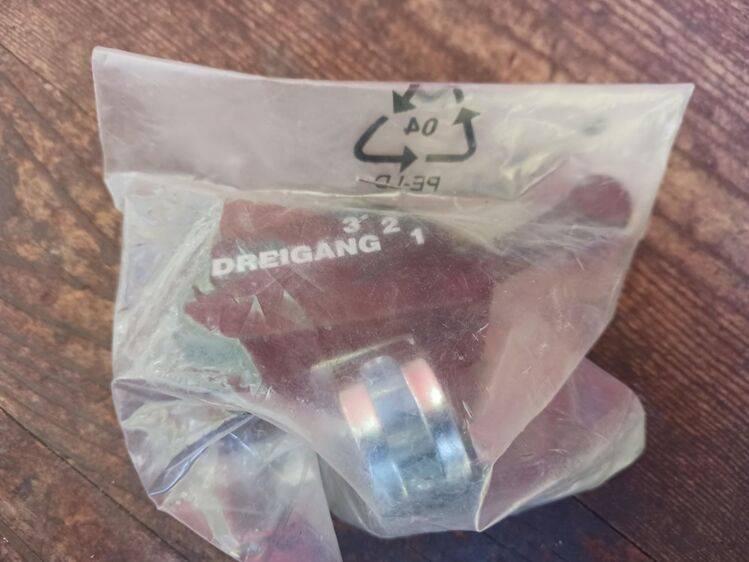 04
PE-LD
3 2 1
DREIGANG